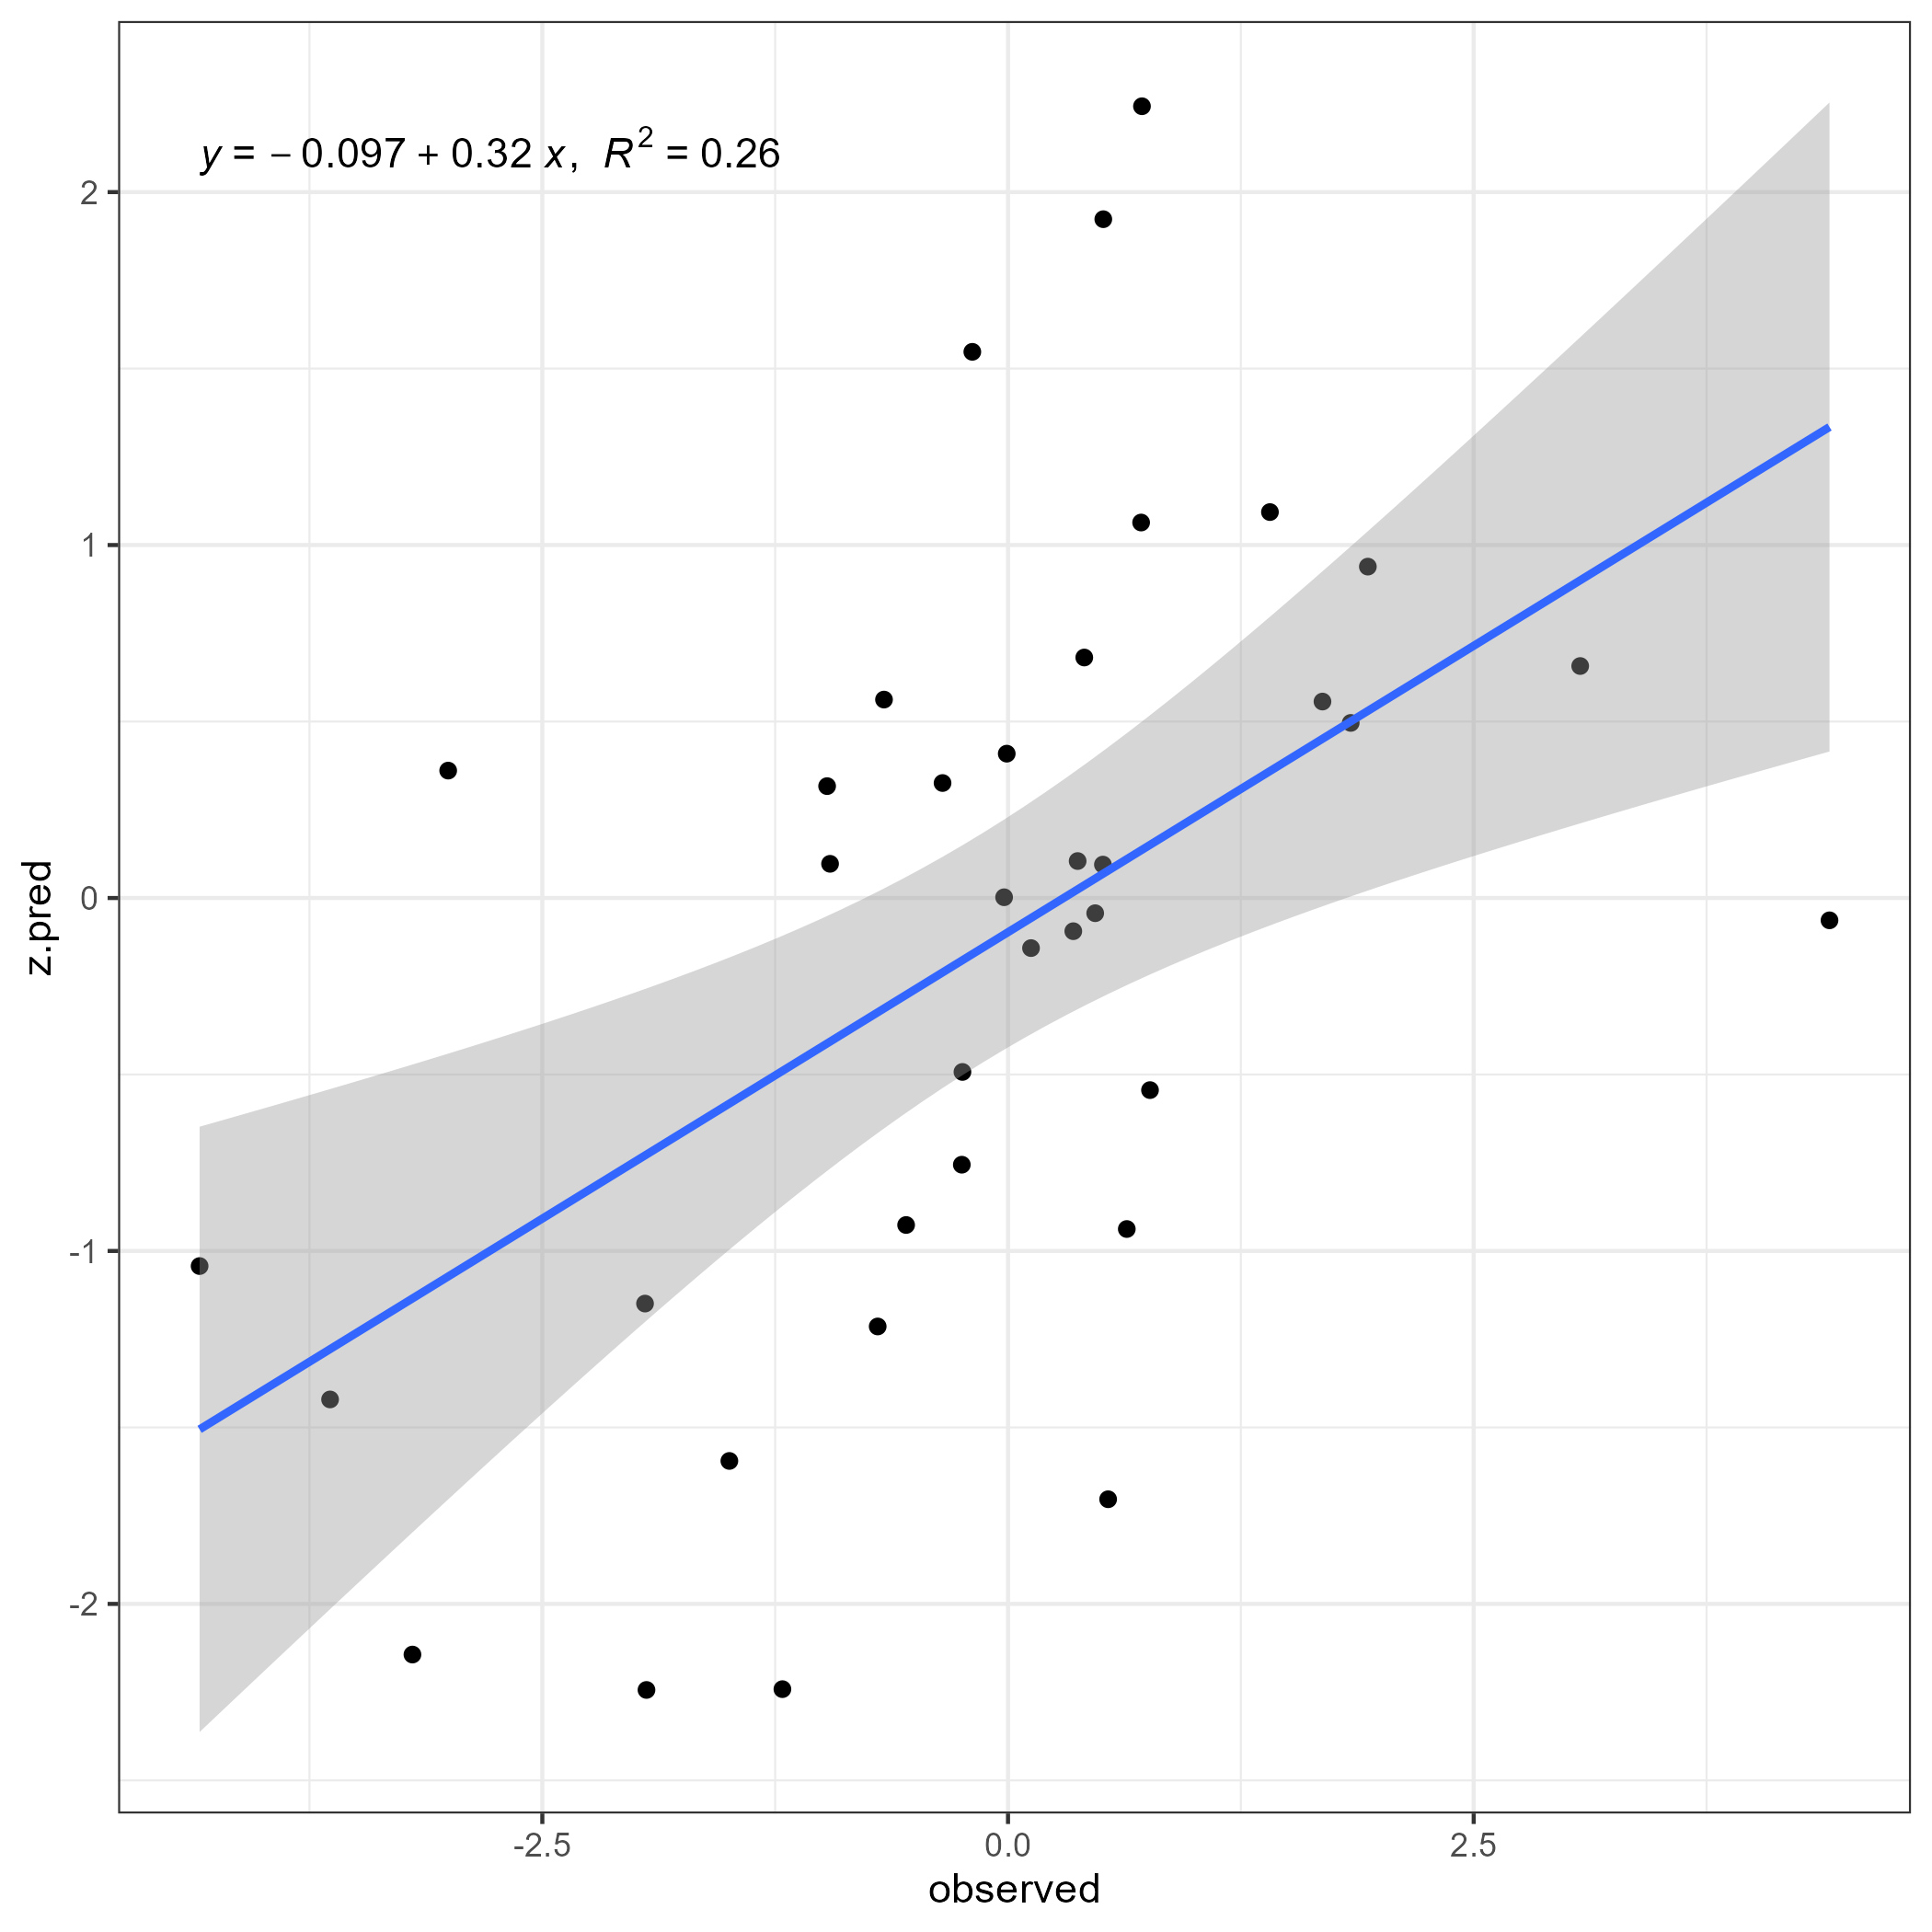 y = − 0.097 + 0.32 x, R² = 0.26
2
1
0
-1
-2
z.pred
-2.5 0.0 2.5
observed